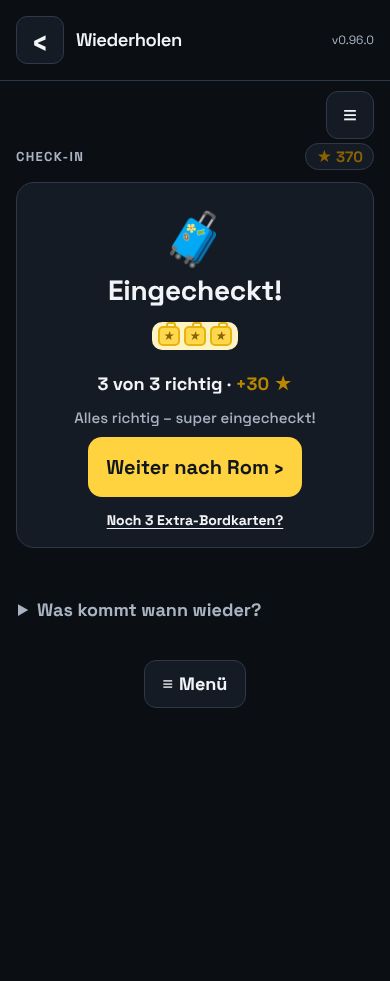 < Wiederholen v0.96.0
≡
CHECK-IN ★ 370
Eingecheckt!
★ ★ ★
3 von 3 richtig · +30 ★
Alles richtig – super eingecheckt!
Weiter nach Rom >
Noch 3 Extra-Bordkarten?
▶ Was kommt wann wieder?
≡ Menü